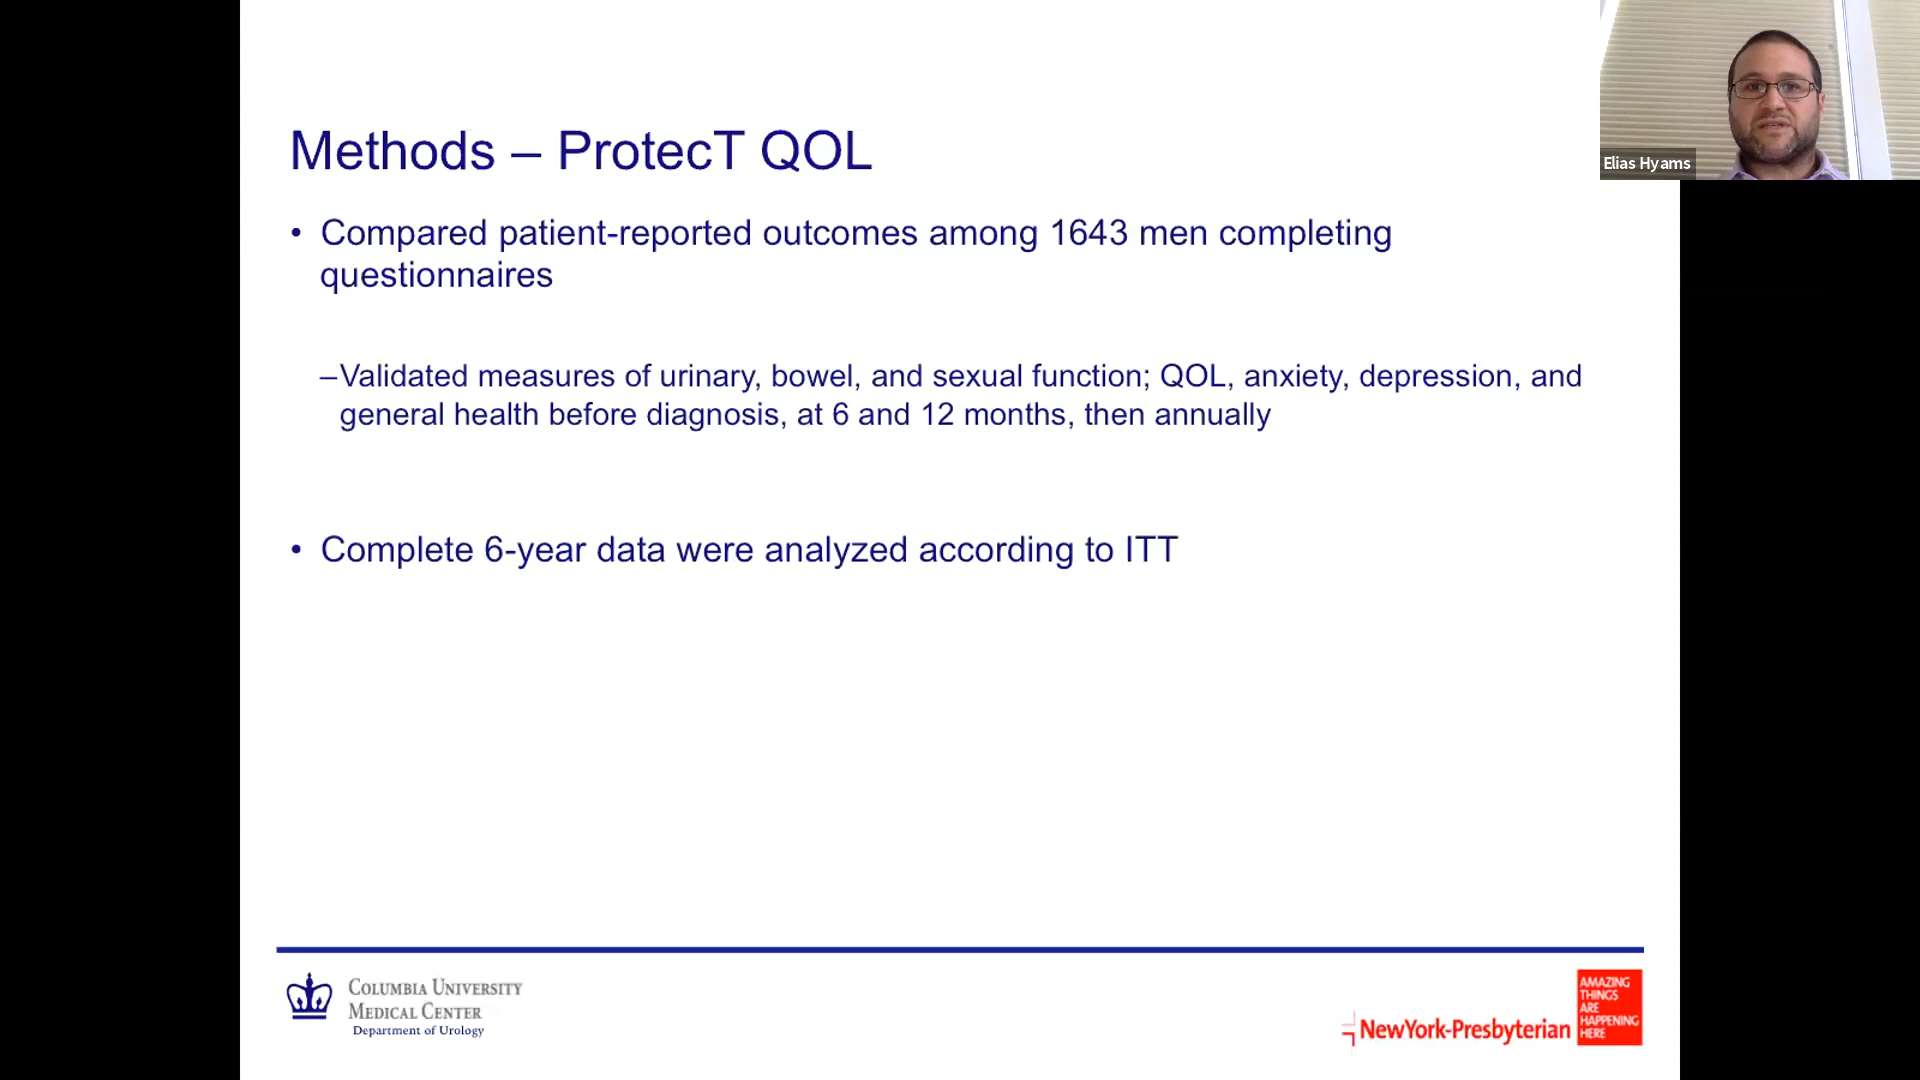 Methods – ProtecT QOL
Elias Hyams
• Compared patient-reported outcomes among 1643 men completing
questionnaires
–Validated measures of urinary, bowel, and sexual function; QOL, anxiety, depression, and
general health before diagnosis, at 6 and 12 months, then annually
• Complete 6-year data were analyzed according to ITT
COLUMBIA UNIVERSITY
MEDICAL CENTER
Department of Urology
NewYork-Presbyterian
AMAZING
THINGS
ARE
HAPPENING
HERE